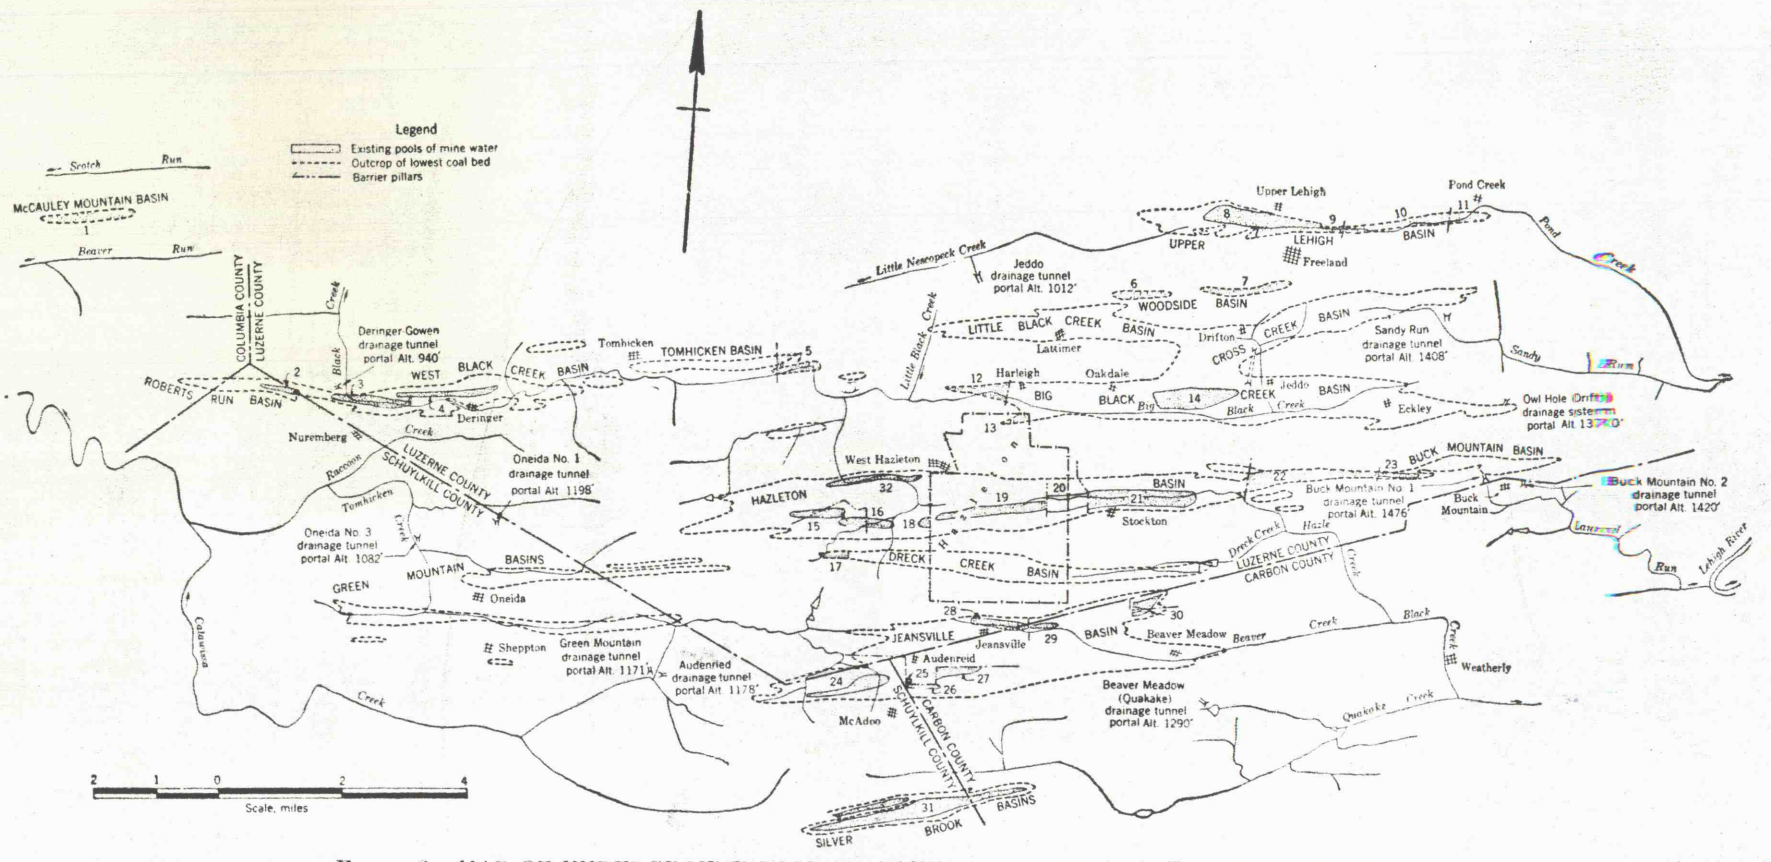 Legend
Existing pools of mine water
Outcrop of lowest coal bed
Barrier pillars
Scotch Run
McCAULEY MOUNTAIN BASIN
1
Beaver Run
COLUMBIA COUNTY
LUZERNE COUNTY
Black Creek
Deringer-Gowen
drainage tunnel
portal Alt. 940'
ROBERTS RUN BASIN
2
3
4
WEST BLACK CREEK BASIN
Deringer
Nuremberg
Tomhicken
TOMHICKEN BASIN
5
Raccoon Creek
LUZERNE COUNTY
SCHUYLKILL COUNTY
Oneida No. 1
drainage tunnel
portal Alt 1198'
Tomhicken Creek
Oneida No. 3
drainage tunnel
portal Alt. 1082'
GREEN MOUNTAIN BASINS
Oneida
Sheppton
Green Mountain
drainage tunnel
portal Alt. 1171'
Audenried
drainage tunnel
portal Alt. 1178'
Catawissa Creek
Little Nescopeck Creek
Jeddo
drainage tunnel
portal Alt. 1012'
Upper Lehigh
Pond Creek
8
9
10
11
UPPER LEHIGH BASIN
Freeland
Pond Creek
6
7
WOODSIDE BASIN
Little Black Creek
LITTLE BLACK CREEK BASIN
Lattimer
Drifton
CROSS CREEK BASIN
Sandy Run
drainage tunnel
portal Alt. 1408'
Sandy Run
12
Harleigh
Oakdale
13
BIG BLACK CREEK BASIN
14
Jeddo
Big Black Creek
Eckley
Owl Hole (Drifton)
drainage system
West Hazleton
32
HAZLETON BASIN
Hazleton
15
16
18
19
20
21
Stockton
22
23
BUCK MOUNTAIN BASIN
Buck Mountain No. 1
drainage tunnel
portal Alt. 1476'
Buck
Mountain
Buck Mountain No. 2
drainage tunnel
portal Alt. 1420'
Run
Lehigh River
17
DRECK CREEK BASIN
Dreck Creek
Hazle Creek
LUZERNE COUNTY
CARBON COUNTY
28
29
30
JEANSVILLE BASIN
Jeansville
Beaver Meadow
Beaver Creek
Black Creek
Weatherly
24
25
26
27
Audenreid
McAdoo
CARBON COUNTY
SCHUYLKILL COUNTY
Beaver Meadow
(Quakake)
drainage tunnel
portal Alt. 1290'
Quakake Creek
31
SILVER BROOK BASINS
2 1 0 2 4
Scale, miles